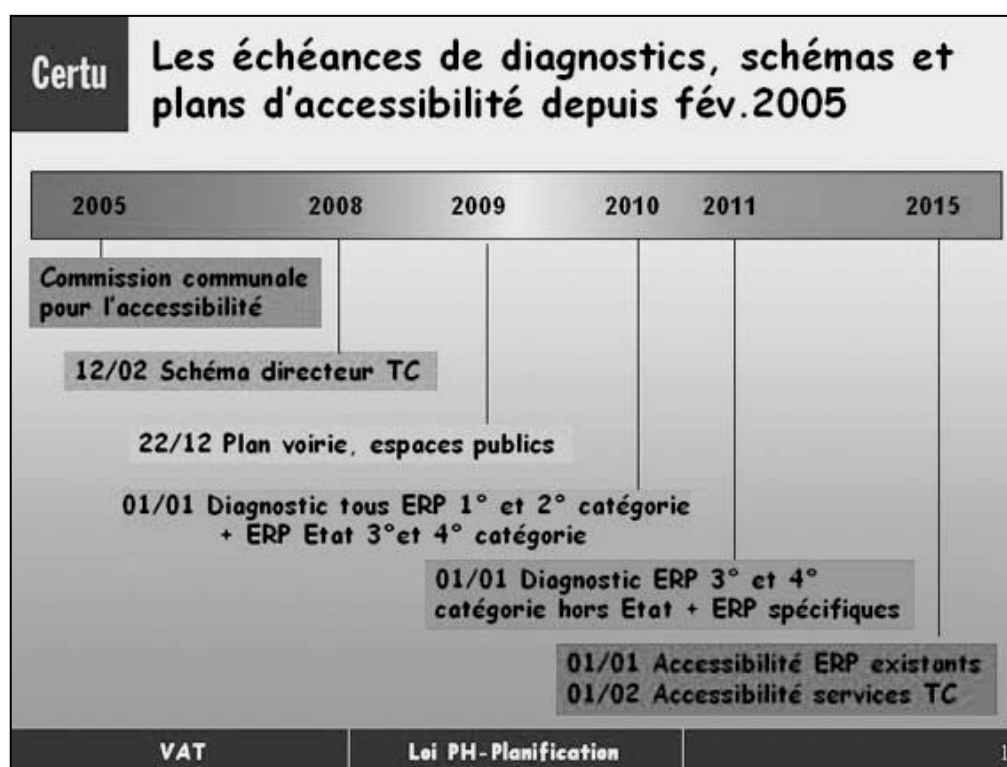 Certu
Les échéances de diagnostics, schémas et
plans d'accessibilité depuis fév.2005
2005 2008 2009 2010 2011 2015
Commission communale
pour l'accessibilité
12/02 Schéma directeur TC
22/12 Plan voirie, espaces publics
01/01 Diagnostic tous ERP 1° et 2° catégorie
+ ERP Etat 3°et 4° catégorie
01/01 Diagnostic ERP 3° et 4°
catégorie hors Etat + ERP spécifiques
01/01 Accessibilité ERP existants
01/02 Accessibilité services TC
VAT Loi PH-Planification 1